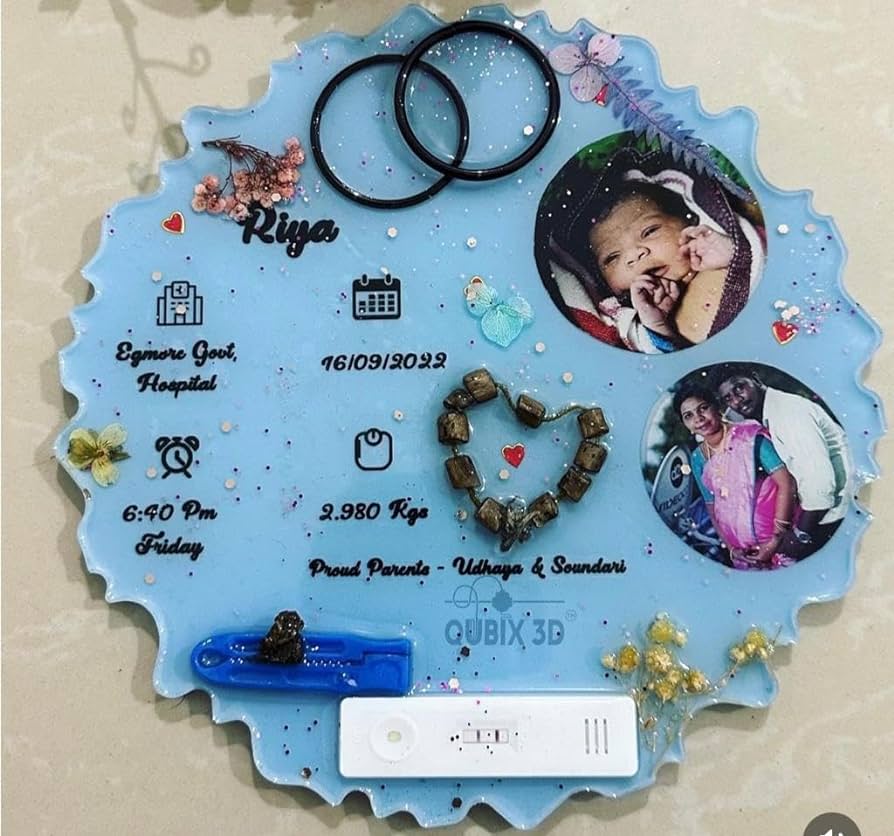 Riya
Egmore Govt,
Hospital
16/09/2022
6:40 Pm
Friday
2.980 Kgs
Proud Parents - Udhaya & Soundari
QUBIX 3D™